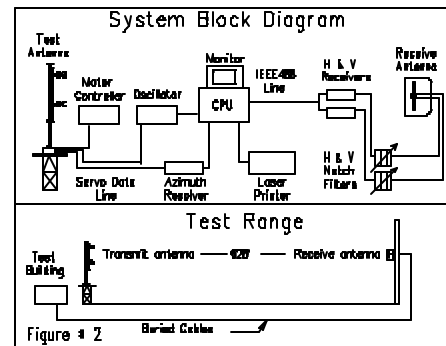 System Block Diagram
Test
Antenna
Monitor
Receive
Antenna
Motor
Controller
Oscillator
CPU
IEEE488
Line
H & V
Receivers
Servo Data
Line
Azimuth
Receiver
Laser
Printer
H & V
Notch
Filters
Test Range
Test
Building
Transmit antenna
Receive antenna
Buried Cables
Figure # 2